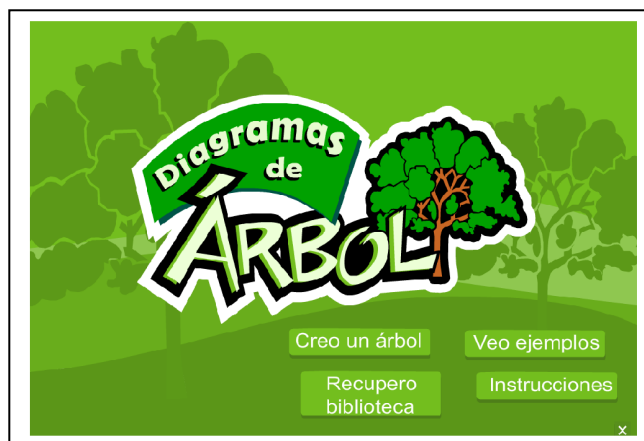 Diagramas
de
ÁRBOL
Creo un árbol
Veo ejemplos
Recupero
biblioteca
Instrucciones
x